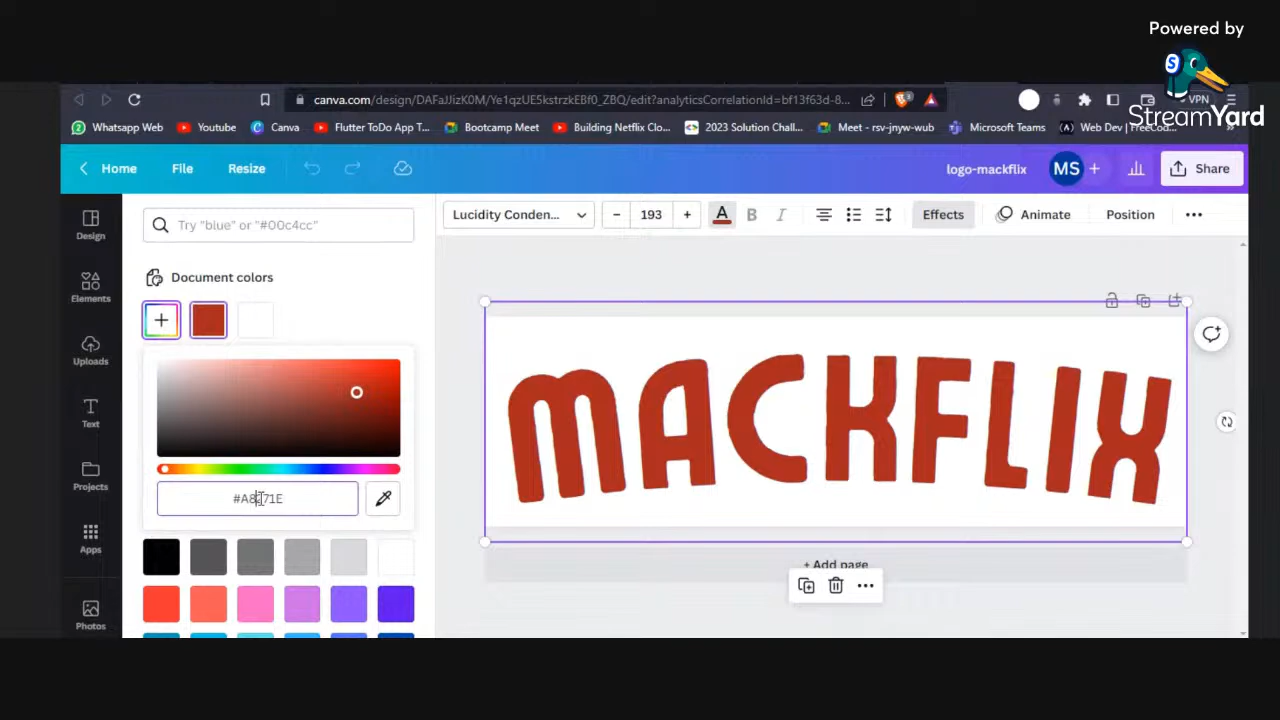 Powered by
StreamYard
canva.com/design/DAFaJJizK0M/Ye1qzUE5kstrzkEBf0_ZBQ/edit?analyticsCorrelationId=bf13f63d-8...
VPN
Whatsapp Web
Youtube
Canva
Flutter ToDo App T...
Bootcamp Meet
Building Netflix Clo...
2023 Solution Chall...
Meet - rsv-jnyw-wub
Microsoft Teams
Web Dev | FreeCod...
Home
File
Resize
logo-mackflix
MS
Share
Design
Elements
Uploads
Text
Projects
Apps
Photos
Try "blue" or "#00c4cc"
Document colors
Lucidity Conden...
193
A
B
I
Effects
Animate
Position
MACKFLIX
+ Add page